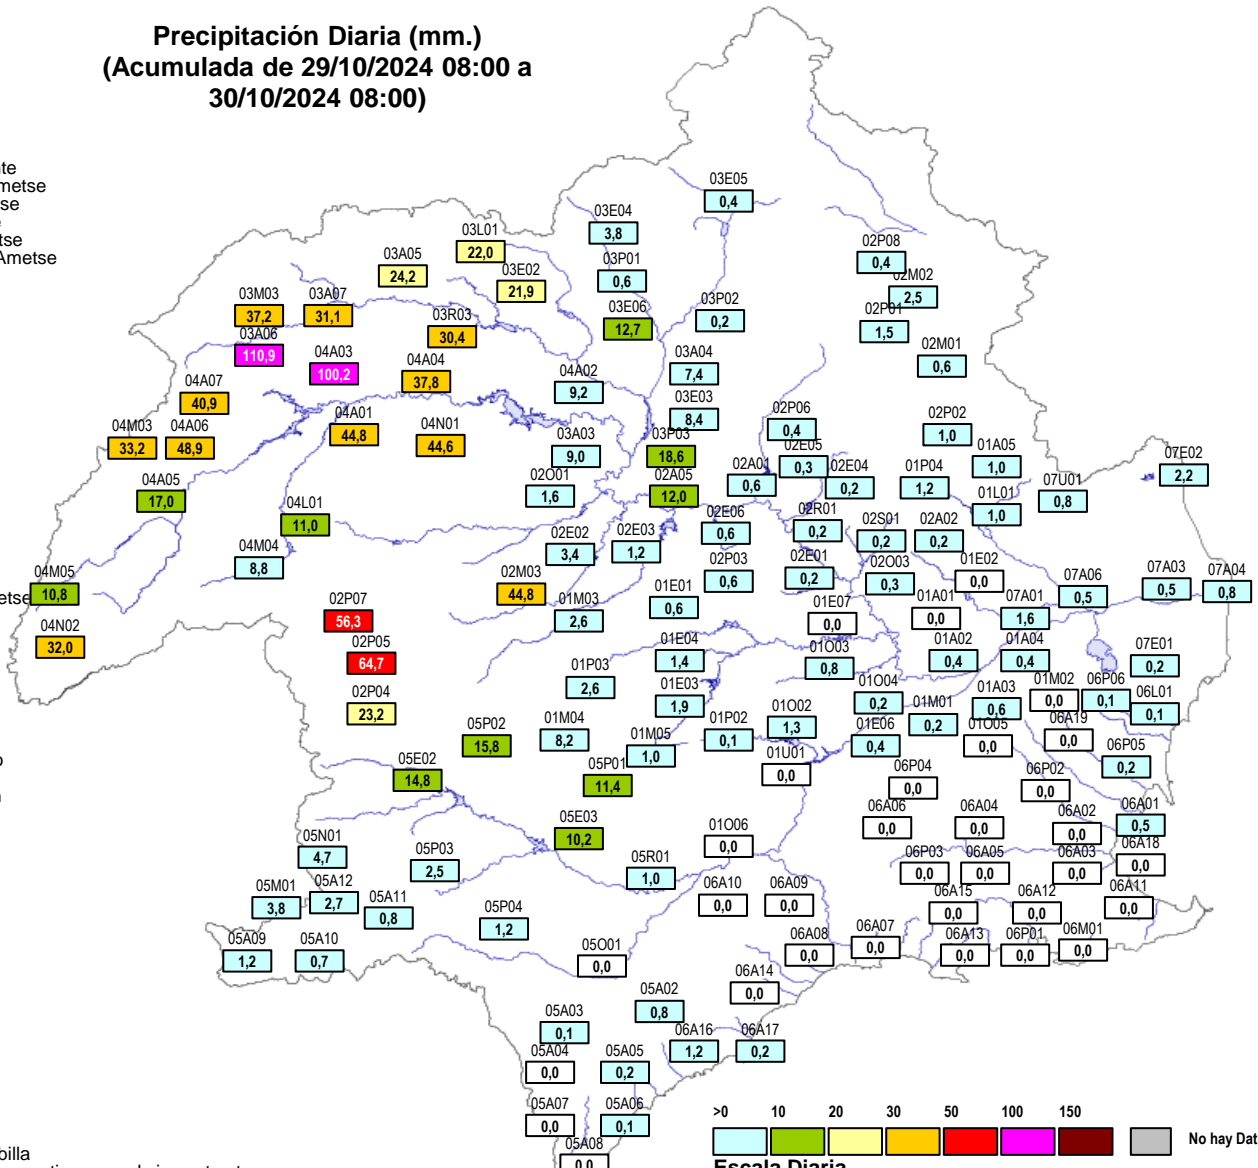 Precipitación Diaria (mm.)
(Acumulada de 29/10/2024 08:00 a
30/10/2024 08:00)
03E05
0,4
03E04
3,8
03L01
22,0
03A05
24,2
03E02
21,9
03P01
0,6
02P08
0,4
02M02
2,5
03M03
37,2
03A07
31,1
03R03
30,4
03E06
12,7
03P02
0,2
02P01
1,5
03A06
110,9
04A03
100,2
04A04
37,8
04A02
9,2
03A04
7,4
02M01
0,6
04A07
40,9
03E03
8,4
04M03
33,2
04A06
48,9
04A01
44,8
04N01
44,6
03A03
9,0
03P03
18,6
02P06
0,4
02P02
1,0
02E05
0,3
01A05
1,0
07E02
2,2
04A05
17,0
02O01
1,6
02A05
12,0
02A01
0,6
02E04
0,2
01P04
1,2
07U01
0,8
04L01
11,0
01L01
1,0
02E06
0,6
02R01
0,2
02S01
0,2
02A02
0,2
04M04
8,8
02E02
3,4
02E03
1,2
04M05
10,8
02M03
44,8
02P03
0,6
02E01
0,2
02O03
0,3
01E02
0,0
07A06
0,5
07A03
0,5
07A04
0,8
02P07
56,3
01M03
2,6
01E01
0,6
01E07
0,0
01A01
0,0
07A01
1,6
04N02
32,0
02P05
64,7
01E04
1,4
01O03
0,8
01A02
0,4
01A04
0,4
07E01
0,2
01P03
2,6
02P04
23,2
01E03
1,9
01O04
0,2
01A03
0,6
01M02
0,0
06P06
0,1
06L01
0,1
05P02
15,8
01M04
8,2
01M05
1,0
01P02
0,1
01O02
1,3
01E06
0,4
01M01
0,2
01O05
0,0
06A19
0,0
05E02
14,8
05P01
11,4
01U01
0,0
06P04
0,0
06P02
0,0
06P05
0,2
05E03
10,2
01O06
0,0
06A06
0,0
06A04
0,0
06A02
0,0
06A01
0,5
05N01
4,7
05P03
2,5
05R01
1,0
06P03
0,0
06A05
0,0
06A03
0,0
06A18
0,0
05M01
3,8
05A12
2,7
05A11
0,8
06A10
0,0
06A09
0,0
06A15
0,0
06A12
0,0
06A11
0,0
05P04
1,2
05A09
1,2
05A10
0,7
05O01
0,0
06A08
0,0
06A07
0,0
06A13
0,0
06P01
0,0
06M01
0,0
06A14
0,0
05A03
0,1
05A02
0,8
06A16
1,2
06A17
0,2
05A04
0,0
05A05
0,2
05A07
0,0
05A06
0,1
05A08
0,0
>0 10 20 30 50 100 150
No hay Dat
Escala Diaria